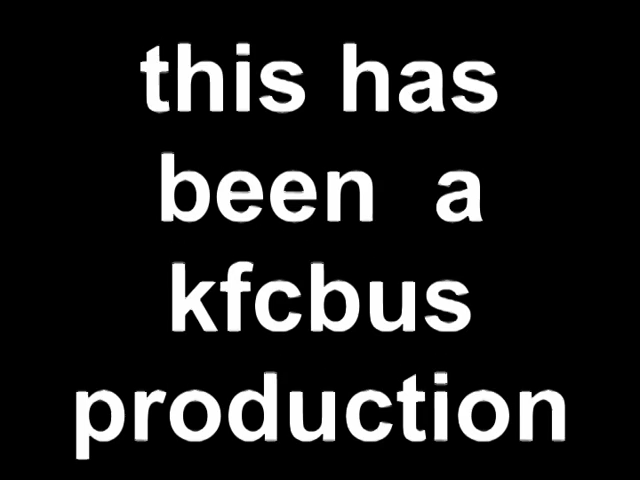 this has
been  a
kfcbus
production